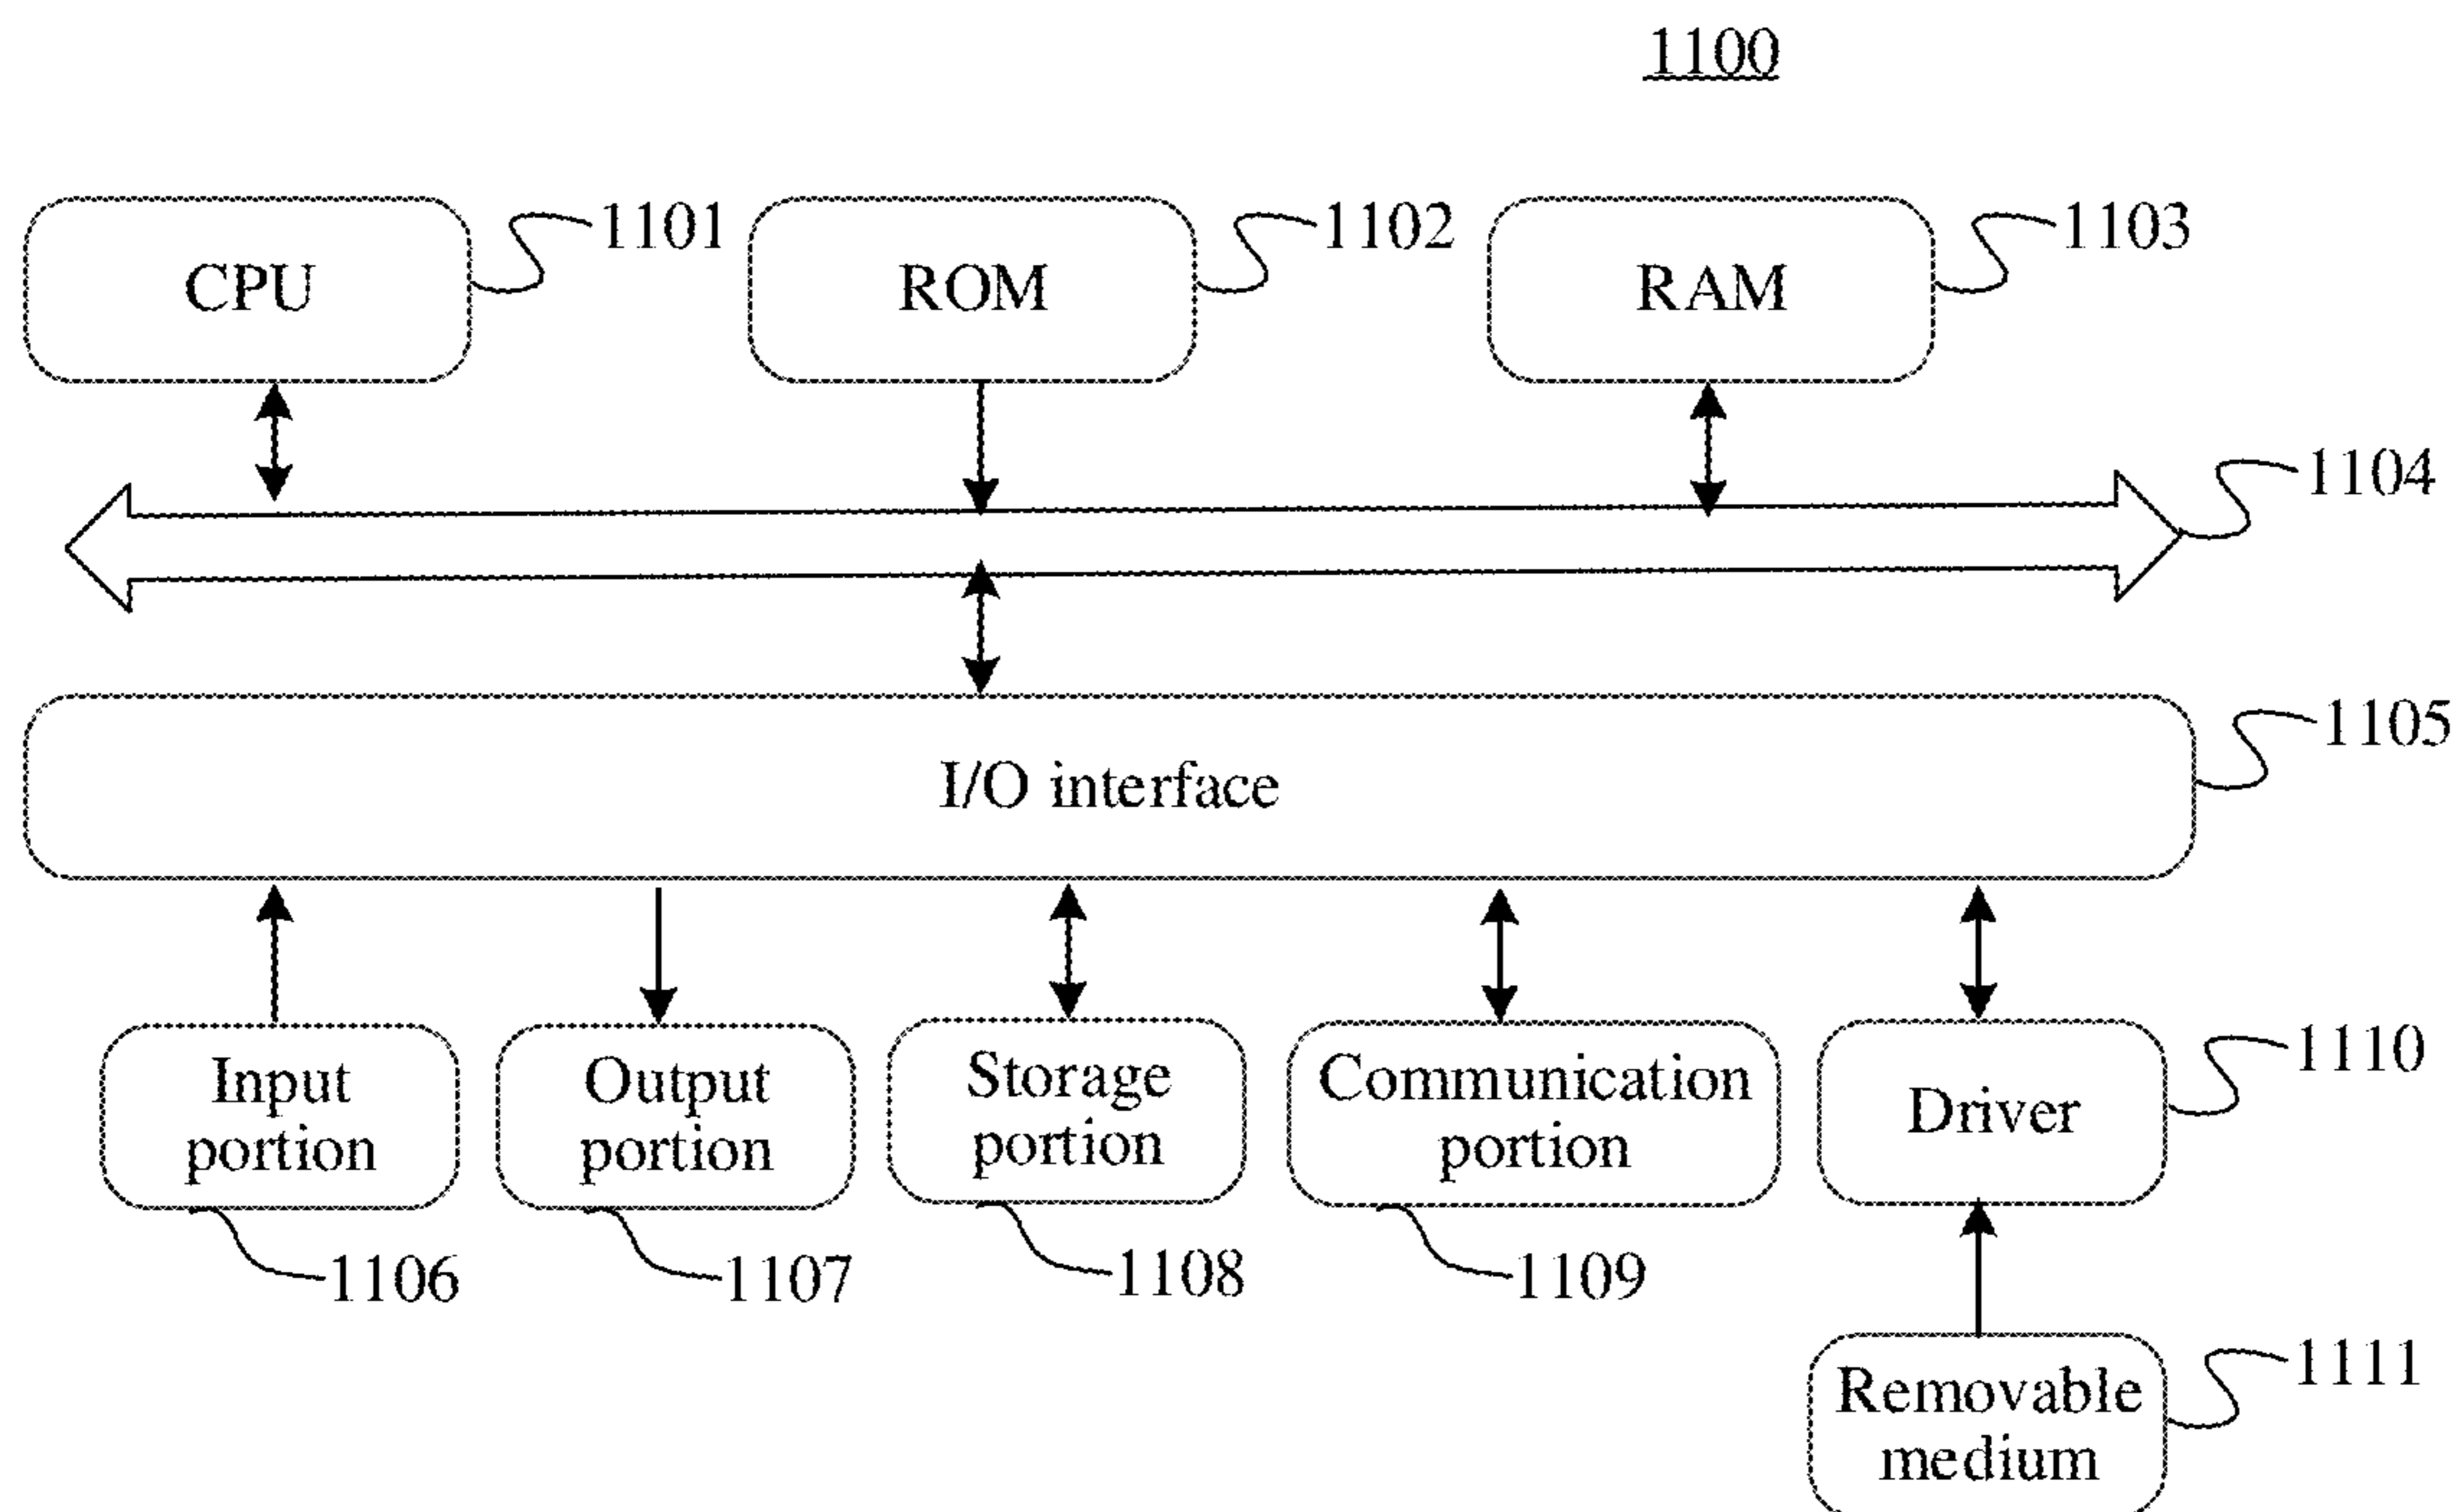 1100
CPU
1101
ROM
1102
RAM
1103
1104
I/O interface
1105
Input
portion
1106
Output
portion
1107
Storage
portion
1108
Communication
portion
1109
Driver
1110
Removable
medium
1111